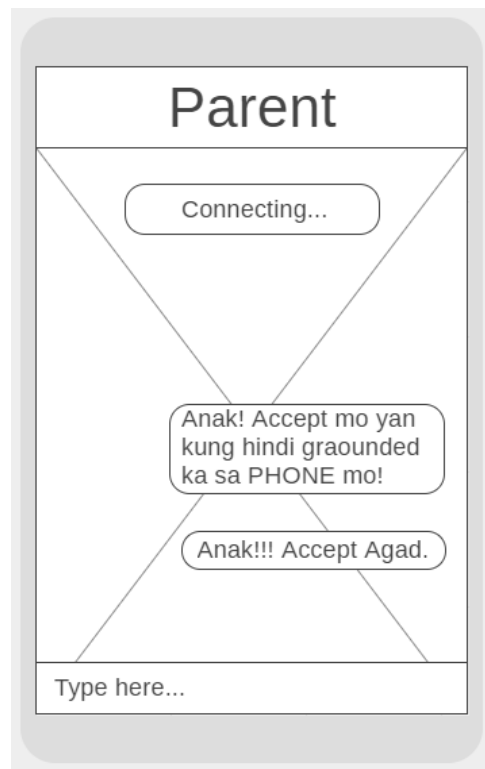 Parent
Connecting...
Anak! Accept mo yan
kung hindi graounded
ka sa PHONE mo!
Anak!!! Accept Agad.
Type here...